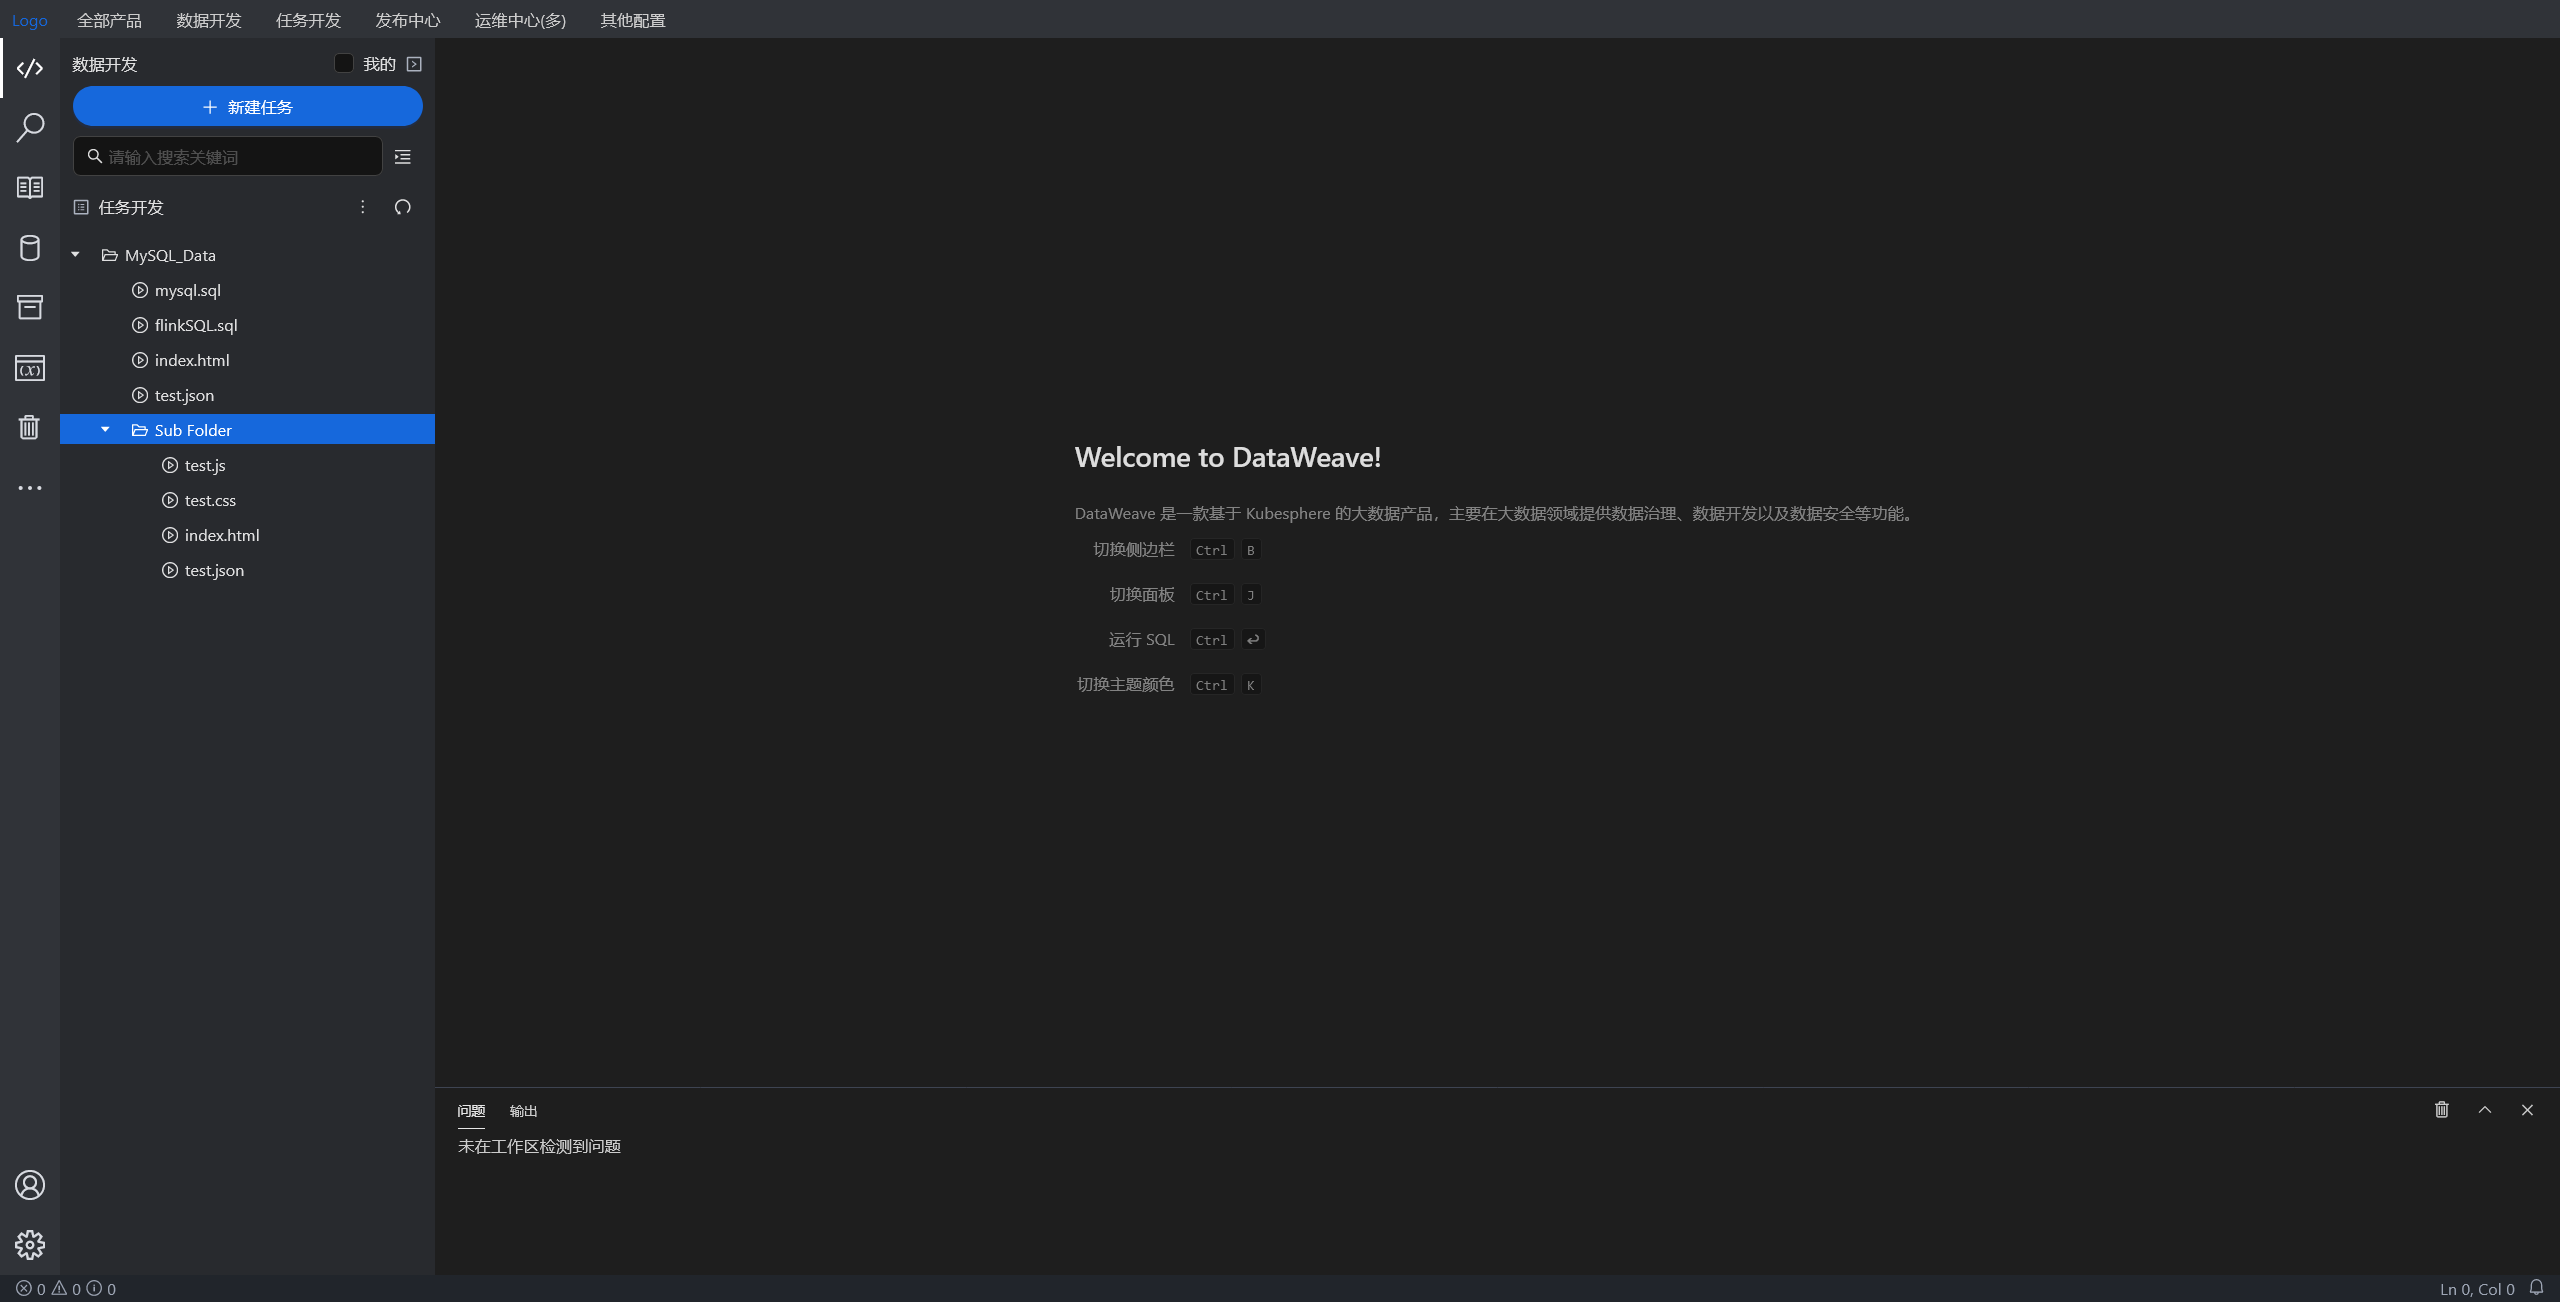 Logo 全部产品 数据开发 任务开发 发布中心 运维中心(多) 其他配置
数据开发 我的
新建任务
请输入搜索关键词
任务开发
MySQL_Data
mysql.sql
flinkSQL.sql
index.html
test.json
Sub Folder
test.js
test.css
index.html
test.json
Welcome to DataWeave!
DataWeave 是一款基于 Kubesphere 的大数据产品，主要在大数据领域提供数据治理、数据开发以及数据安全等功能。
切换侧边栏 Ctrl B
切换面板 Ctrl J
运行 SQL Ctrl ↵
切换主题颜色 Ctrl K
问题 输出
未在工作区检测到问题
0 0 0 Ln 0, Col 0